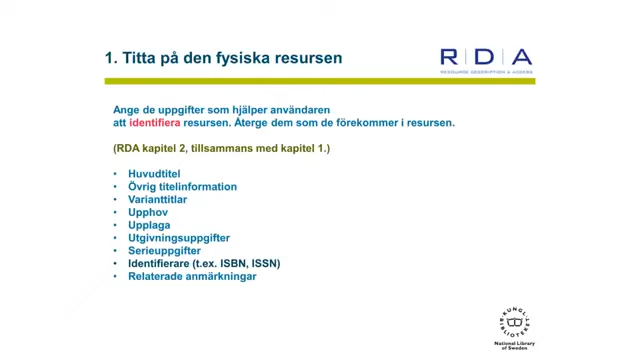 1. Titta på den fysiska resursen
R|D|A
RESOURCE DESCRIPTION & ACCESS
Ange de uppgifter som hjälper användaren
att identifiera resursen. Återge dem som de förekommer i resursen.
(RDA kapitel 2, tillsammans med kapitel 1.)
• Huvudtitel
• Övrig titelinformation
• Varianttitlar
• Upphov
• Upplaga
• Utgivningsuppgifter
• Serieuppgifter
• Identifierare (t.ex. ISBN, ISSN)
• Relaterade anmärkningar
KUNGL.
BIBLIOTEKET
National Library
of Sweden